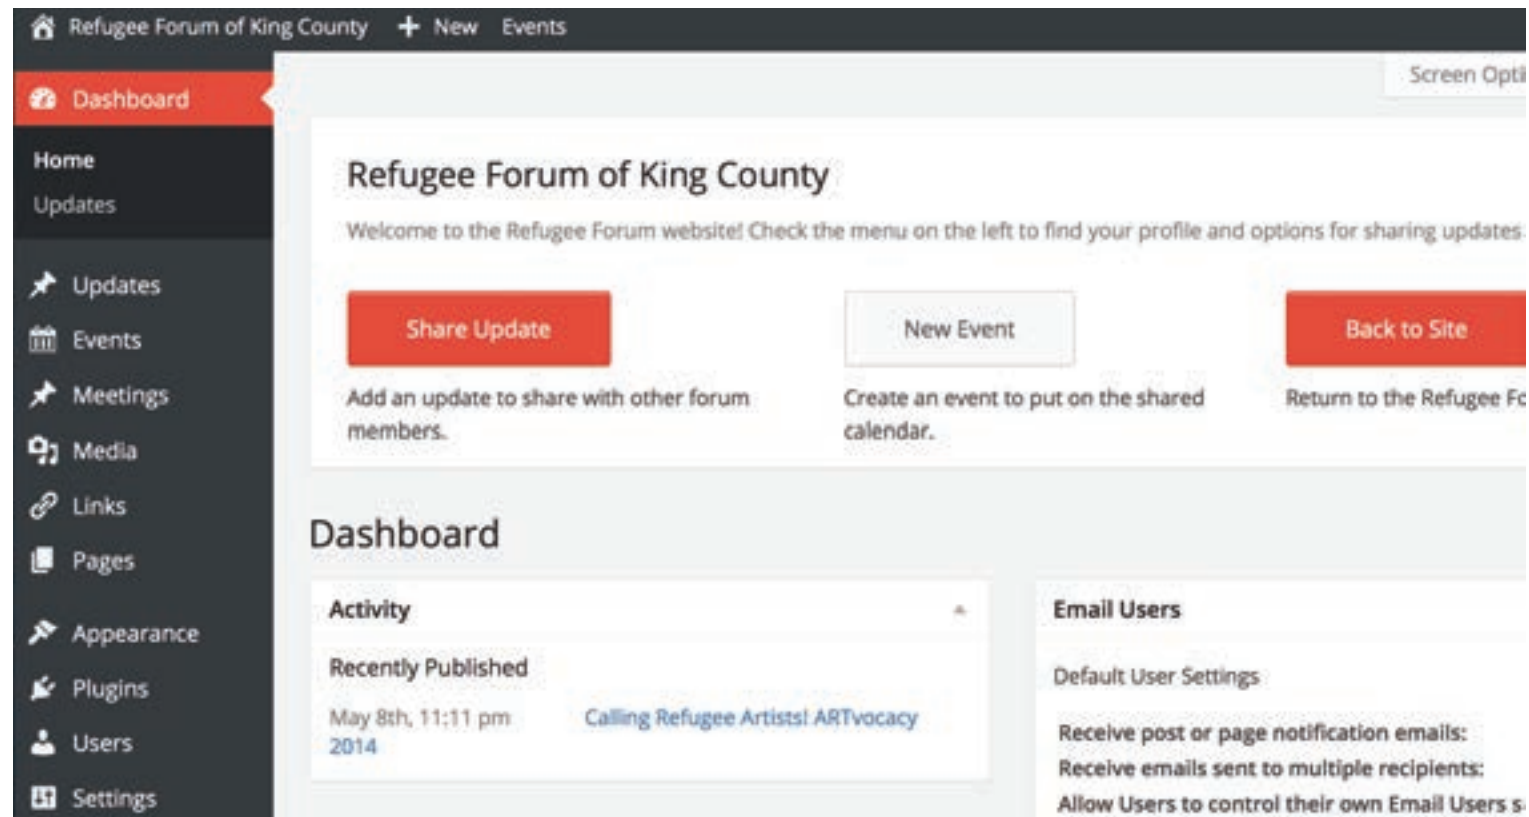 Refugee Forum of King County + New Events
Dashboard
Home
Updates
Updates
Events
Meetings
Media
Links
Pages
Appearance
Plugins
Users
Settings
Screen Opti
Refugee Forum of King County
Welcome to the Refugee Forum website! Check the menu on the left to find your profile and options for sharing updates
Share Update
Add an update to share with other forum
members.
New Event
Create an event to put on the shared
calendar.
Back to Site
Return to the Refugee Fo
Dashboard
Activity
Recently Published
May 8th, 11:11 pm Calling Refugee Artists! ARTvocacy
2014
Email Users
Default User Settings
Receive post or page notification emails:
Receive emails sent to multiple recipients:
Allow Users to control their own Email Users s